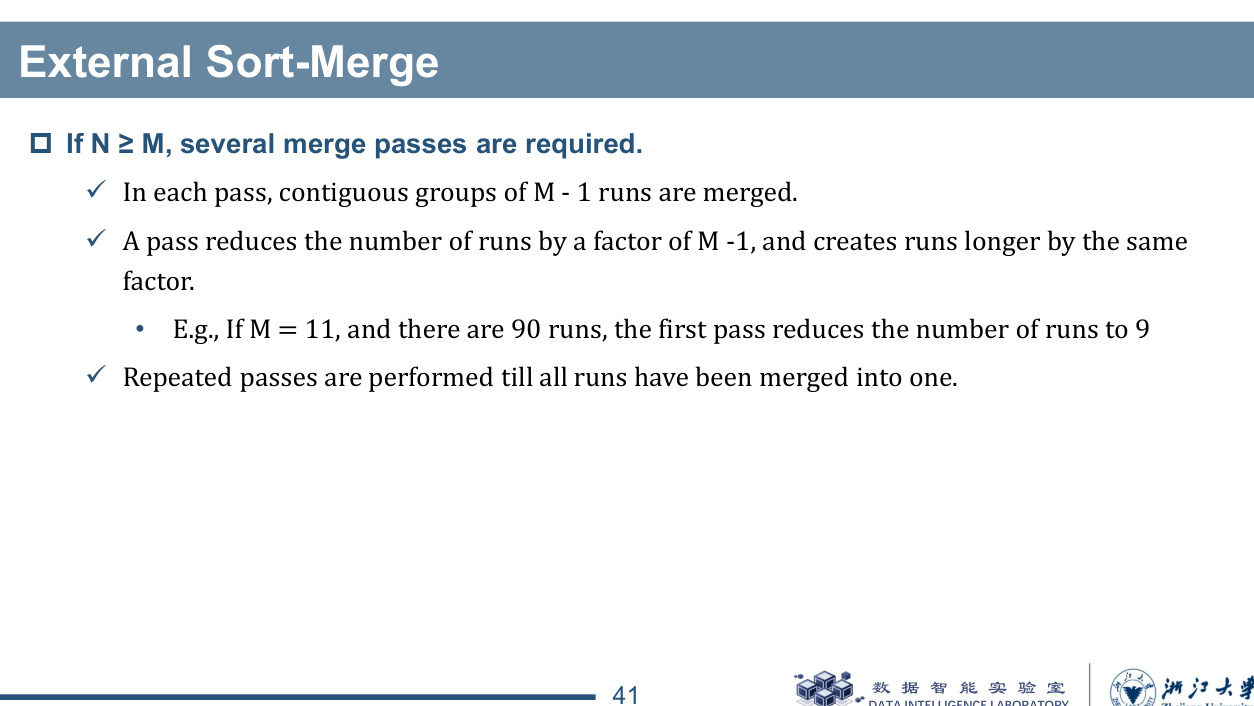 External Sort-Merge
If N ≥ M, several merge passes are required.
In each pass, contiguous groups of M - 1 runs are merged.
A pass reduces the number of runs by a factor of M -1, and creates runs longer by the same
factor.
E.g., If M = 11, and there are 90 runs, the first pass reduces the number of runs to 9
Repeated passes are performed till all runs have been merged into one.
41
数据智能实验室
DATA INTELLIGENCE LABORATORY
浙江大学